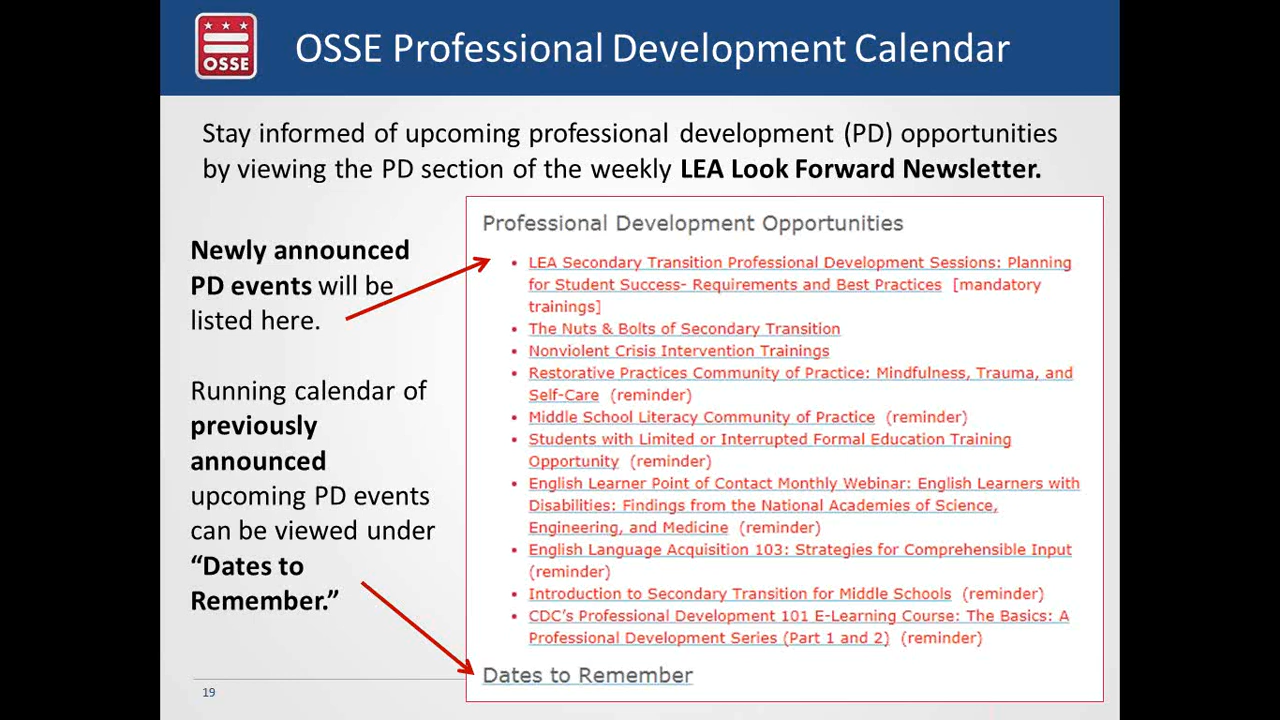 OSSE
OSSE Professional Development Calendar
Stay informed of upcoming professional development (PD) opportunities
by viewing the PD section of the weekly LEA Look Forward Newsletter.
Newly announced
PD events will be
listed here.
Running calendar of
previously
announced
upcoming PD events
can be viewed under
“Dates to
Remember.”
Professional Development Opportunities
• LEA Secondary Transition Professional Development Sessions: Planning
for Student Success- Requirements and Best Practices [mandatory
trainings]
• The Nuts & Bolts of Secondary Transition
• Nonviolent Crisis Intervention Trainings
• Restorative Practices Community of Practice: Mindfulness, Trauma, and
Self-Care (reminder)
• Middle School Literacy Community of Practice (reminder)
• Students with Limited or Interrupted Formal Education Training
Opportunity (reminder)
• English Learner Point of Contact Monthly Webinar: English Learners with
Disabilities: Findings from the National Academies of Science,
Engineering, and Medicine (reminder)
• English Language Acquisition 103: Strategies for Comprehensible Input
(reminder)
• Introduction to Secondary Transition for Middle Schools (reminder)
• CDC’s Professional Development 101 E-Learning Course: The Basics: A
Professional Development Series (Part 1 and 2) (reminder)
Dates to Remember
19